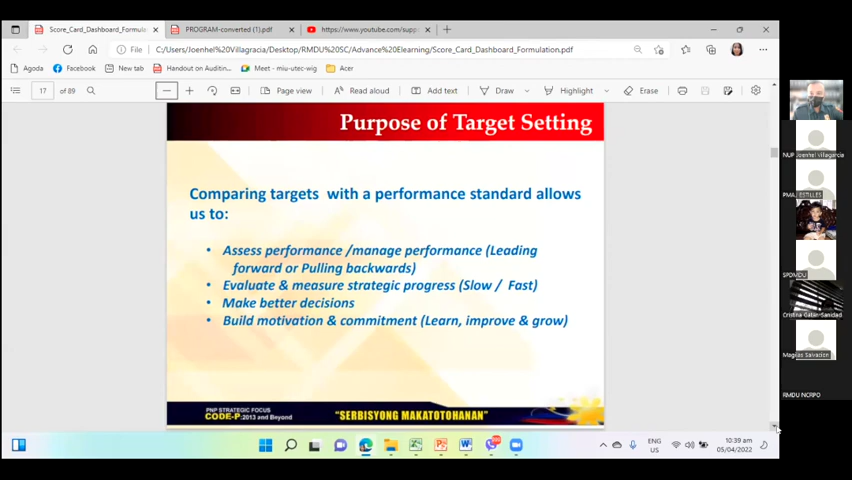 Score_Card_Dashboard_Formula
PROGRAM-converted (1).pdf
https://www.youtube.com/supp
File
C:/Users/Joenhel%20Villagracia/Desktop/RMDU%20SC/Advance%20Elearning/Score_Card_Dashboard_Formulation.pdf
Agoda
Facebook
New tab
Handout on Auditin...
Meet - miu-utec-wig
Acer
17 of 89
Page view
Read aloud
Add text
Draw
Highlight
Erase
Purpose of Target Setting
Comparing targets with a performance standard allows
us to:
• Assess performance /manage performance (Leading
forward or Pulling backwards)
• Evaluate & measure strategic progress (Slow / Fast)
• Make better decisions
• Build motivation & commitment (Learn, improve & grow)
PNP STRATEGIC FOCUS
CODE-P:2013 and Beyond
"SERBISYONG MAKATOTOHANAN"
NUP Joenhel Villagarcia
PMAJ ESTILLES
SPDMDU
Cristina Gatan-Sanidad
Salvacion
RMDU NCRPO
ENG
US
10:39 am
05/04/2022